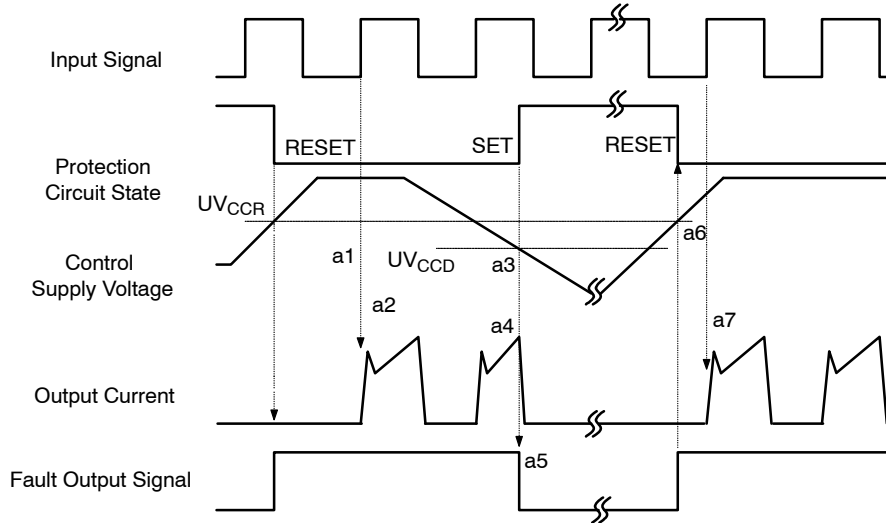 Input Signal
RESET
SET
RESET
Protection
Circuit State
UVCCR
a6
a1
UVCCD
a3
Control
Supply Voltage
a2
a4
a7
Output Current
a5
Fault Output Signal